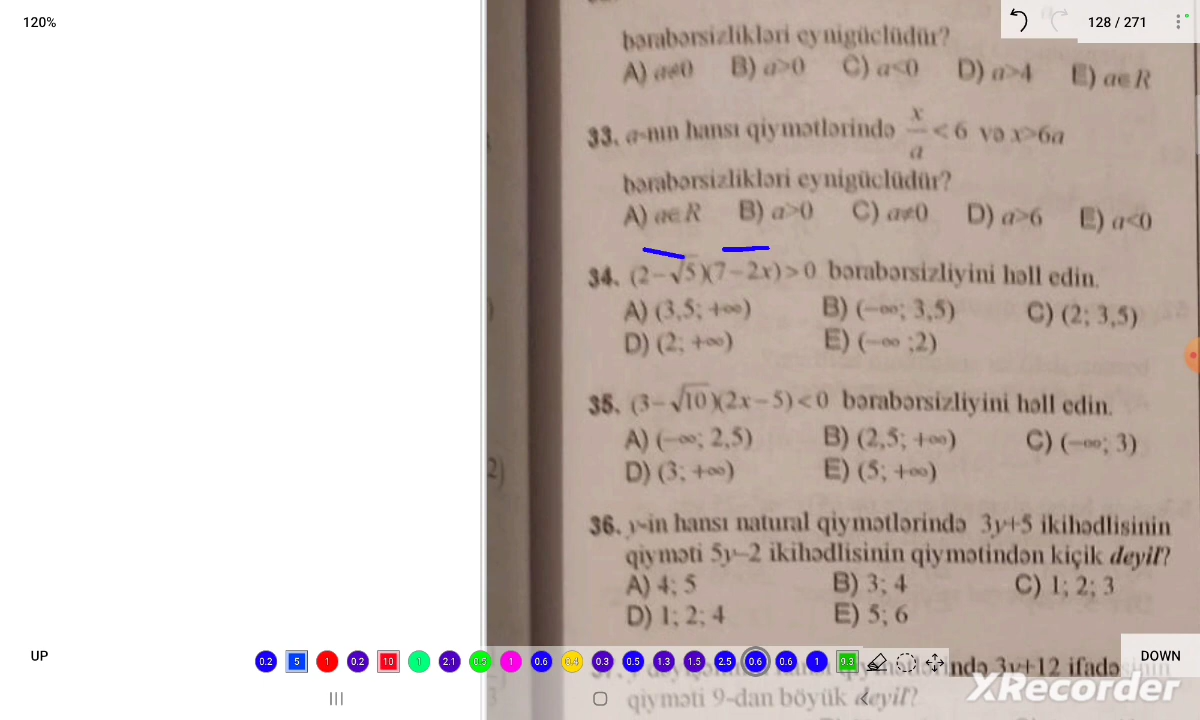 120%
128 / 271
bərabərsizlikləri eynigüclüdür?
A) a≠0 B) a>0 C) a<0 D) a>4 E) a∈R
33. a-nın hansı qiymətlərində x/a < 6 və x>6a
bərabərsizlikləri eynigüclüdür?
A) a∈R B) a>0 C) a≠0 D) a>6 E) a<0
34. (2−√5)(7−2x)>0 bərabərsizliyini həll edin.
A) (3,5; +∞) B) (−∞; 3,5) C) (2; 3,5)
D) (2; +∞) E) (−∞ ;2)
35. (3−√10)(2x−5)<0 bərabərsizliyini həll edin.
A) (−∞; 2,5) B) (2,5; +∞) C) (−∞; 3)
2) D) (3; +∞) E) (5; +∞)
36. y-in hansı natural qiymətlərində 3y+5 ikihədlisinin
qiyməti 5y−2 ikihədlisinin qiymətindən kiçik deyil?
A) 4; 5 B) 3; 4 C) 1; 2; 3
D) 1; 2; 4 E) 5; 6
UP
0.2 5 1 0.2 10 1 2.1 0.5 1 0.6 0.4 0.3 0.5 1.3 1.5 2.5 0.6 0.6 1 9.3
DOWN
ndə 3y+12 ifadəsinin
qiyməti 9-dan böyük deyil?
XRecorder